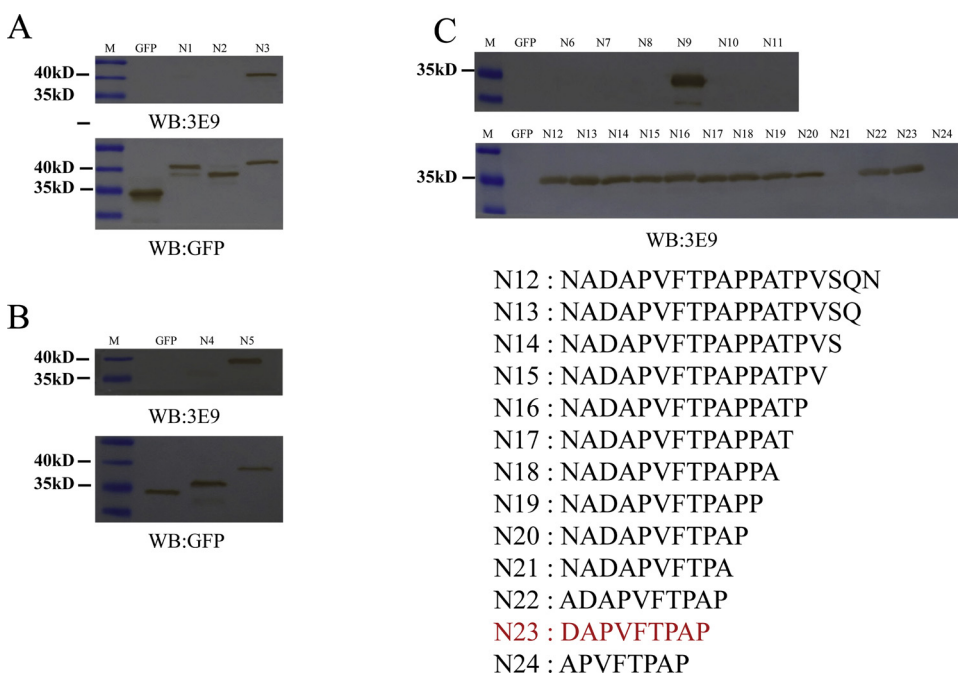 A
M GFP N1 N2 N3
40kD
35kD
WB:3E9
40kD
35kD
WB:GFP
B
M GFP N4 N5
40kD
35kD
WB:3E9
40kD
35kD
WB:GFP
C
M GFP N6 N7 N8 N9 N10 N11
35kD
M GFP N12 N13 N14 N15 N16 N17 N18 N19 N20 N21 N22 N23 N24
35kD
WB:3E9
N12 : NADAPVFTPAPPATPVSQN
N13 : NADAPVFTPAPPATPVSQ
N14 : NADAPVFTPAPPATPVS
N15 : NADAPVFTPAPPATPV
N16 : NADAPVFTPAPPATP
N17 : NADAPVFTPAPPAT
N18 : NADAPVFTPAPPA
N19 : NADAPVFTPAPP
N20 : NADAPVFTPAP
N21 : NADAPVFTPA
N22 : ADAPVFTPAP
N23 : DAPVFTPAP
N24 : APVFTPAP